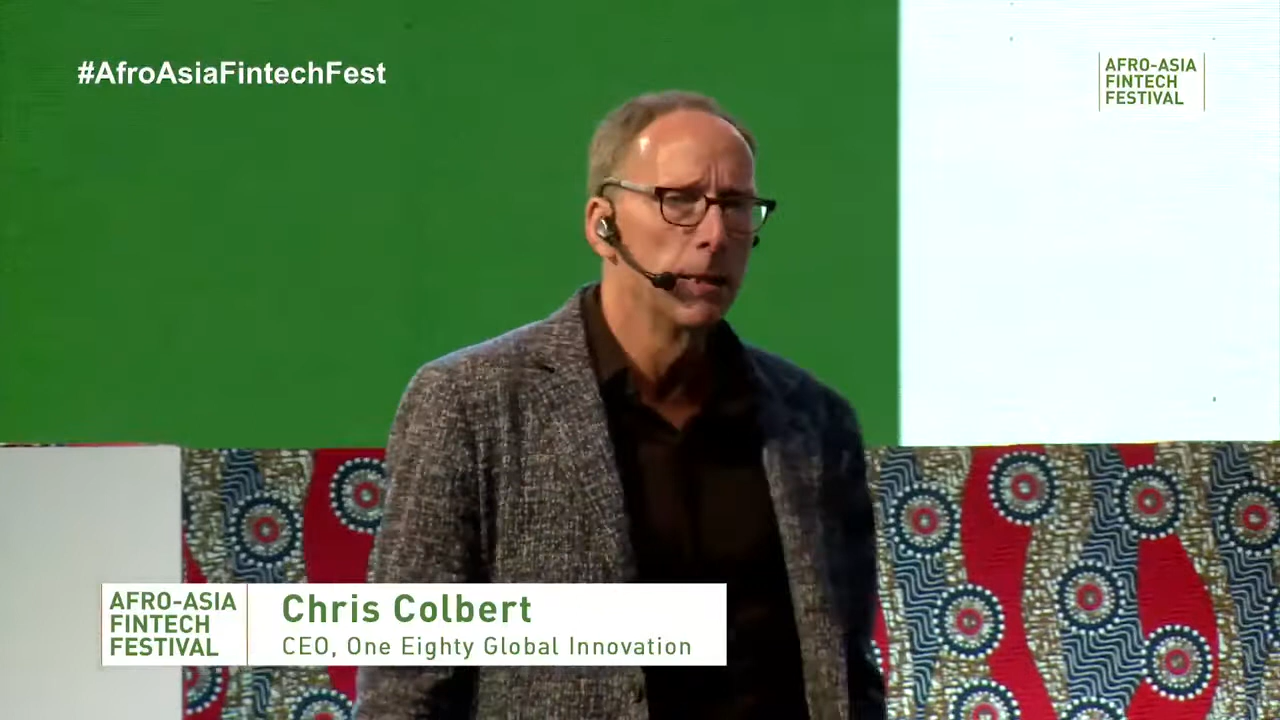 #AfroAsiaFintechFest
AFRO-ASIA
FINTECH
FESTIVAL
AFRO-ASIA
FINTECH
FESTIVAL
Chris Colbert
CEO, One Eighty Global Innovation